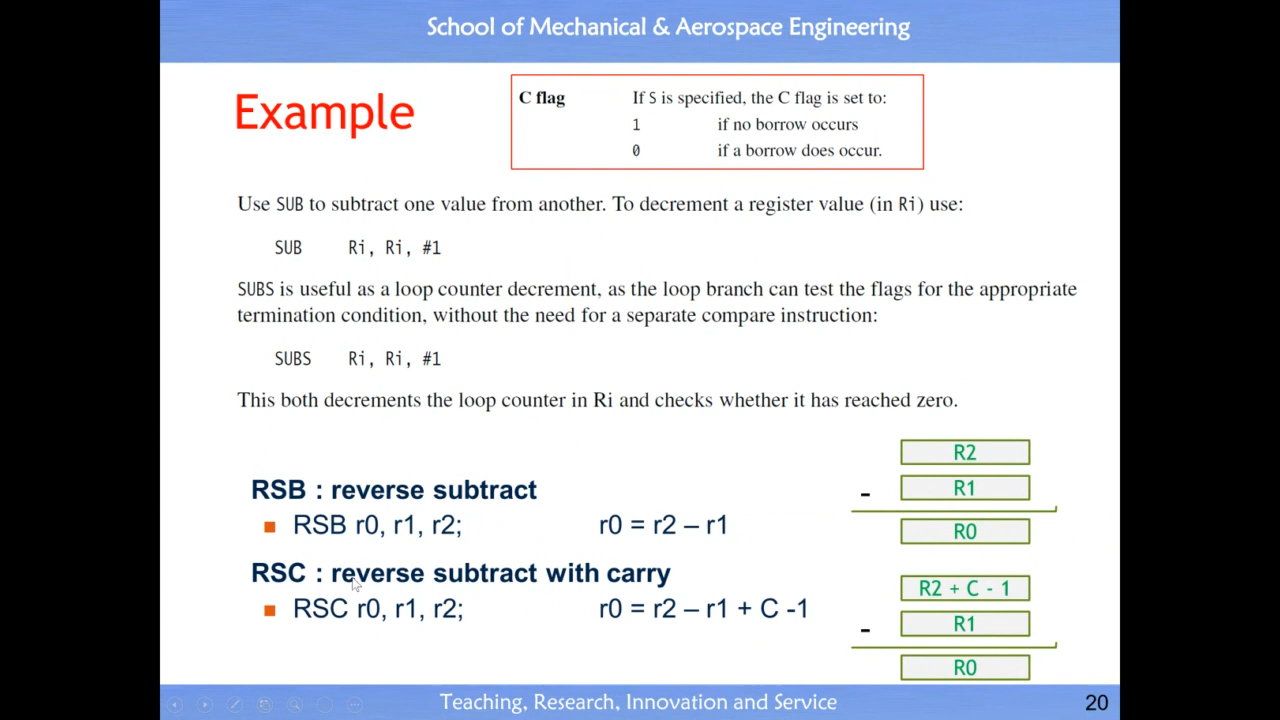 School of Mechanical & Aerospace Engineering
Example
C flag If S is specified, the C flag is set to:
1 if no borrow occurs
0 if a borrow does occur.
Use SUB to subtract one value from another. To decrement a register value (in Ri) use:
SUB Ri, Ri, #1
SUBS is useful as a loop counter decrement, as the loop branch can test the flags for the appropriate
termination condition, without the need for a separate compare instruction:
SUBS Ri, Ri, #1
This both decrements the loop counter in Ri and checks whether it has reached zero.
RSB : reverse subtract
RSB r0, r1, r2; r0 = r2 – r1
RSC : reverse subtract with carry
RSC r0, r1, r2; r0 = r2 – r1 + C -1
R2
- R1
R0
R2 + C - 1
- R1
R0
Teaching, Research, Innovation and Service
20